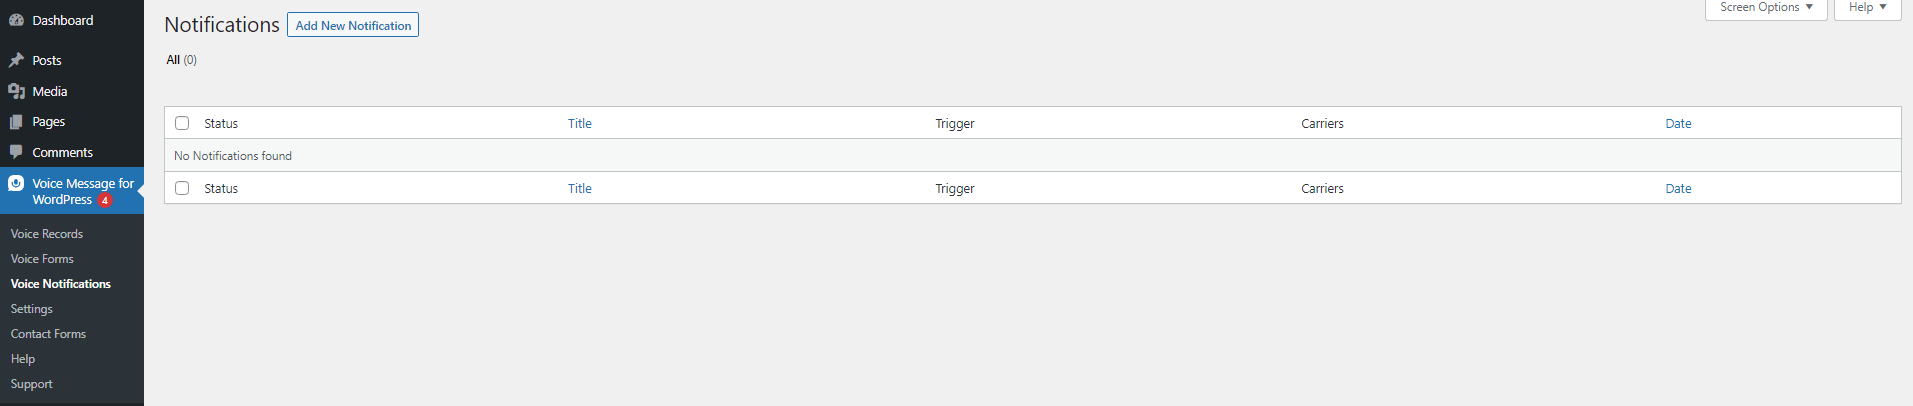 Dashboard
Posts
Media
Pages
Comments
Voice Message for
WordPress 4
Voice Records
Voice Forms
Voice Notifications
Settings
Contact Forms
Help
Support
Notifications Add New Notification
Screen Options ▼ Help ▼
All (0)
Status Title Trigger Carriers Date
No Notifications found
Status Title Trigger Carriers Date